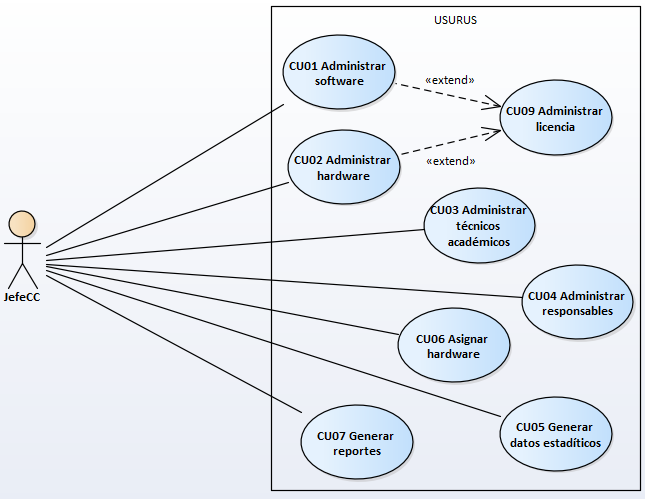 USURUS
CU01 Administrar
software
«extend»
CU09 Administrar
licencia
CU02 Administrar
hardware
«extend»
CU03 Administrar
técnicos
académicos
JefeCC
CU04 Administrar
responsables
CU06 Asignar
hardware
CU05 Generar
datos estadíticos
CU07 Generar
reportes